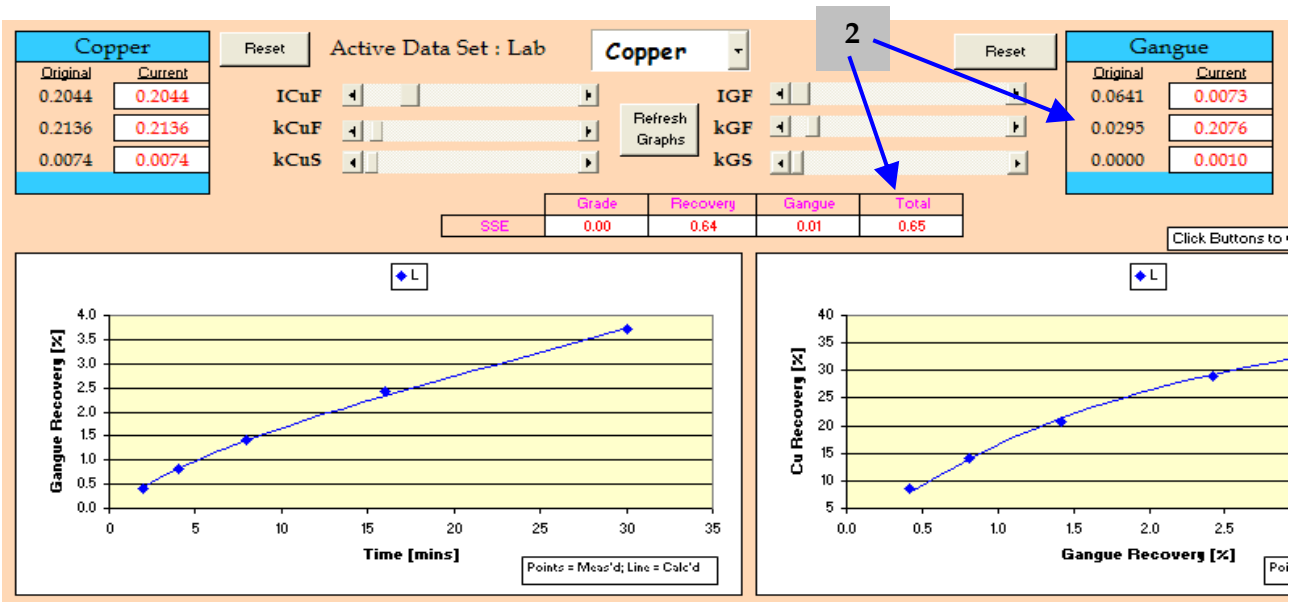 2
Copper
Original Current
0.2044 0.2044
0.2136 0.2136
0.0074 0.0074
Reset
Active Data Set : Lab
Copper
ICuF
kCuF
kCuS
Refresh
Graphs
IGF
kGF
kGS
Reset
Gangue
Original Current
0.0641 0.0073
0.0295 0.2076
0.0000 0.0010
Grade Recovery Gangue Total
SSE 0.00 0.64 0.01 0.65
Click Buttons to
L
Gangue Recovery [%]
4.0
3.5
3.0
2.5
2.0
1.5
1.0
0.5
0.0
0 5 10 15 20 25 30 35
Time [mins]
Points = Meas'd; Line = Calc'd
L
Cu Recovery [%]
40
35
30
25
20
15
10
5
0.0 0.5 1.0 1.5 2.0 2.5
Gangue Recovery [%]
Poi